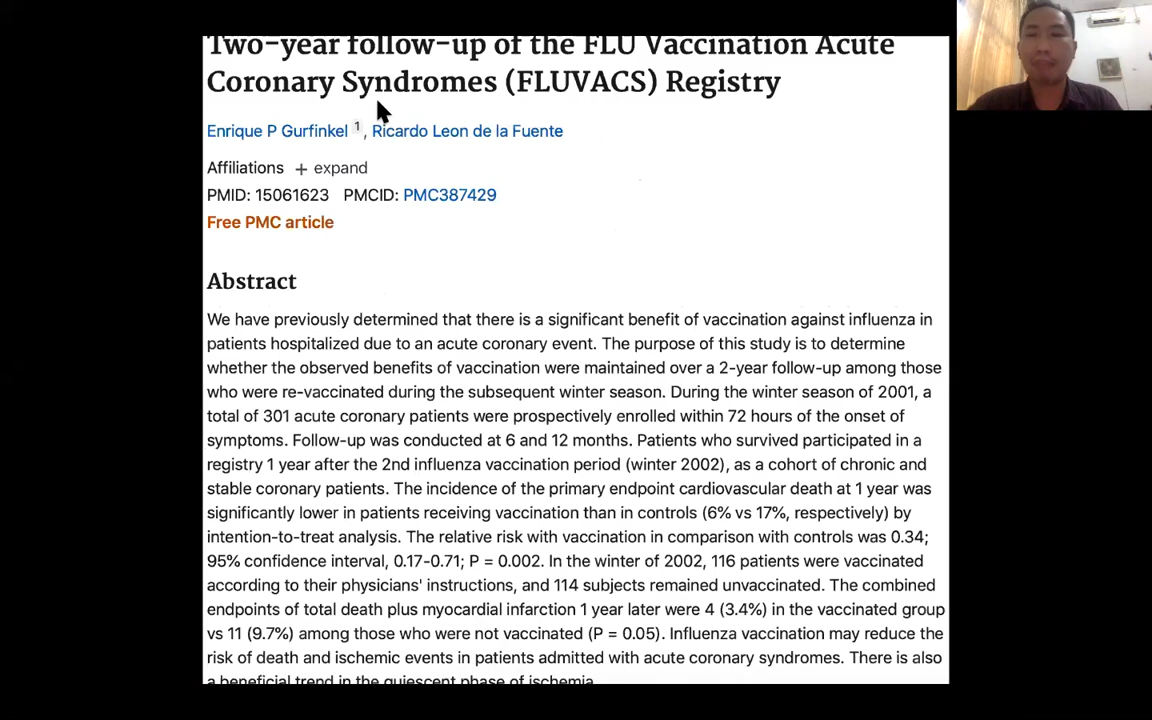 Two-year follow-up of the FLU Vaccination Acute
Coronary Syndromes (FLUVACS) Registry
Enrique P Gurfinkel 1, Ricardo Leon de la Fuente
Affiliations + expand
PMID: 15061623 PMCID: PMC387429
Free PMC article
Abstract
We have previously determined that there is a significant benefit of vaccination against influenza in
patients hospitalized due to an acute coronary event. The purpose of this study is to determine
whether the observed benefits of vaccination were maintained over a 2-year follow-up among those
who were re-vaccinated during the subsequent winter season. During the winter season of 2001, a
total of 301 acute coronary patients were prospectively enrolled within 72 hours of the onset of
symptoms. Follow-up was conducted at 6 and 12 months. Patients who survived participated in a
registry 1 year after the 2nd influenza vaccination period (winter 2002), as a cohort of chronic and
stable coronary patients. The incidence of the primary endpoint cardiovascular death at 1 year was
significantly lower in patients receiving vaccination than in controls (6% vs 17%, respectively) by
intention-to-treat analysis. The relative risk with vaccination in comparison with controls was 0.34;
95% confidence interval, 0.17-0.71; P = 0.002. In the winter of 2002, 116 patients were vaccinated
according to their physicians' instructions, and 114 subjects remained unvaccinated. The combined
endpoints of total death plus myocardial infarction 1 year later were 4 (3.4%) in the vaccinated group
vs 11 (9.7%) among those who were not vaccinated (P = 0.05). Influenza vaccination may reduce the
risk of death and ischemic events in patients admitted with acute coronary syndromes. There is also
a beneficial trend in the quiescent phase of ischemia.